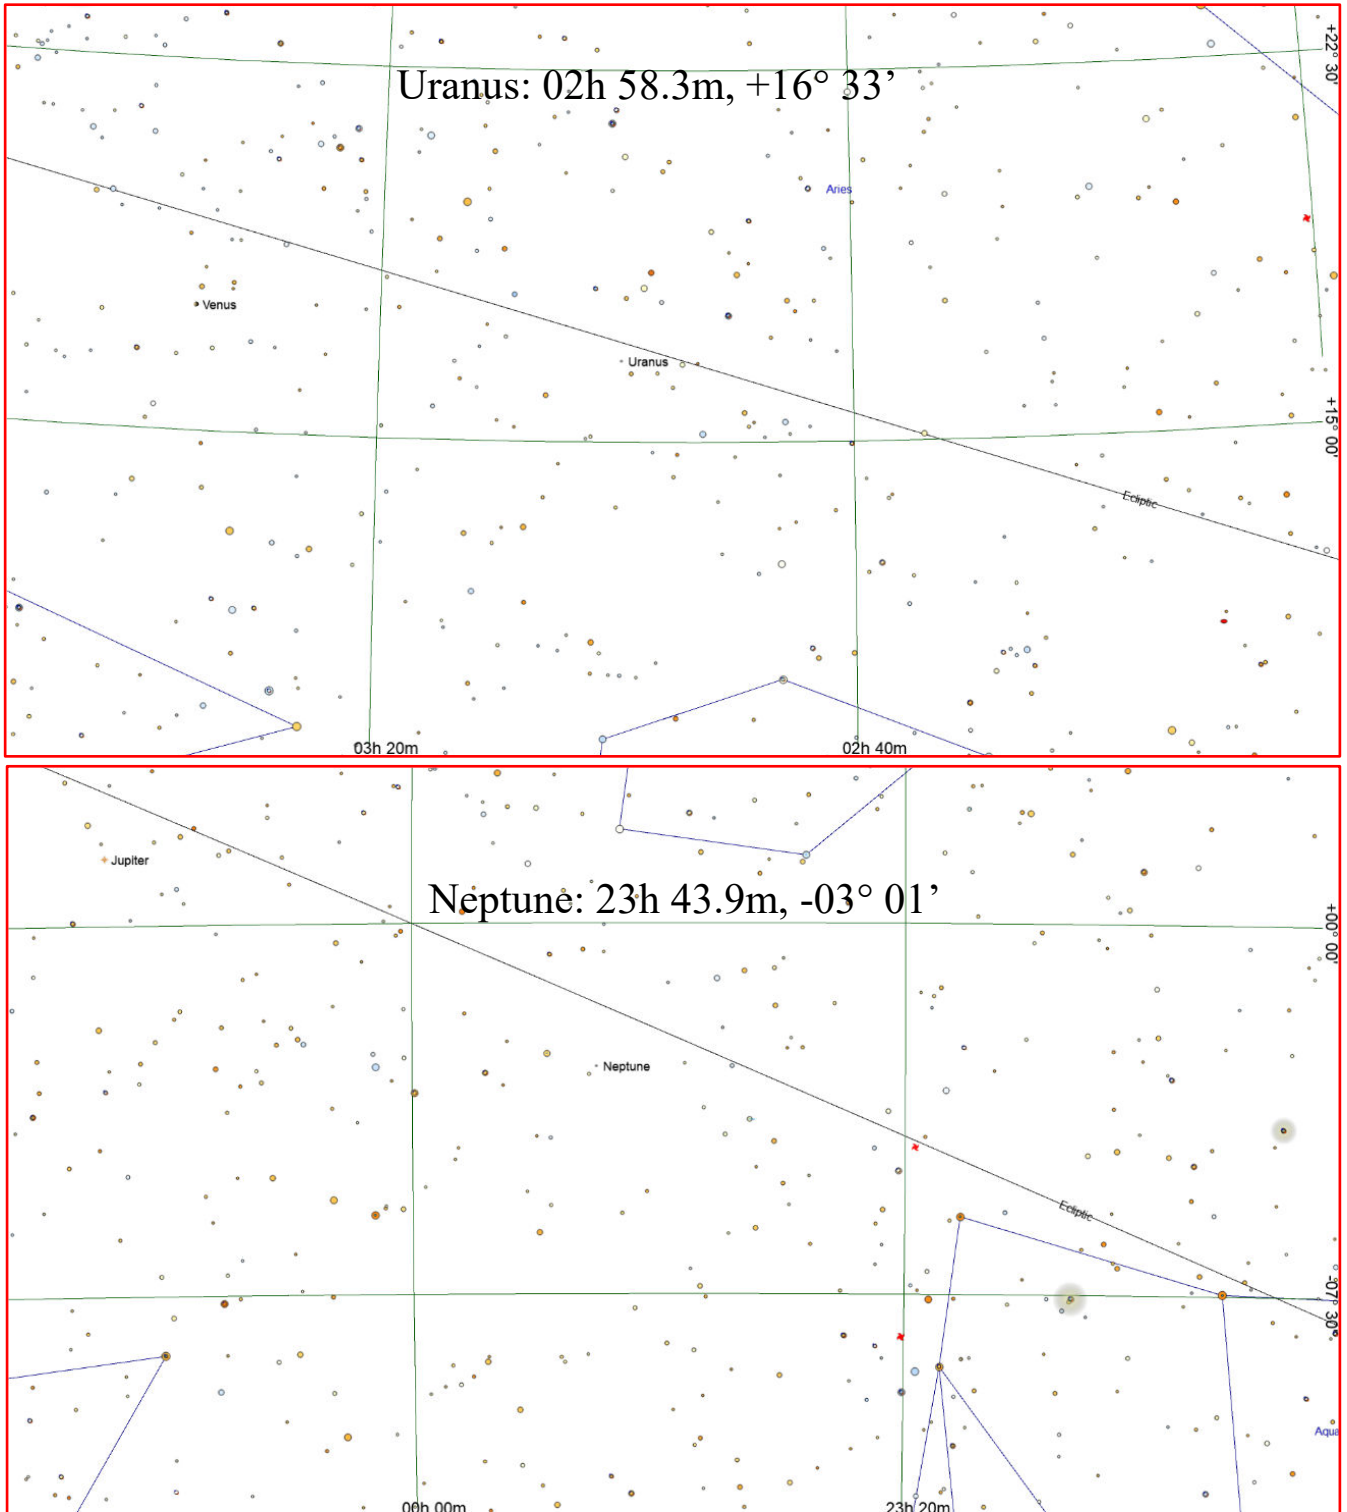 +22° 30'
Uranus: 02h 58.3m, +16° 33’
Aries
Venus
Uranus
+15° 00'
Ecliptic
03h 20m
02h 40m
Jupiter
Neptune: 23h 43.9m, -03° 01’
+00° 00'
Neptune
Ecliptic
-07° 30'
Aqua
00h 00m
23h 20m